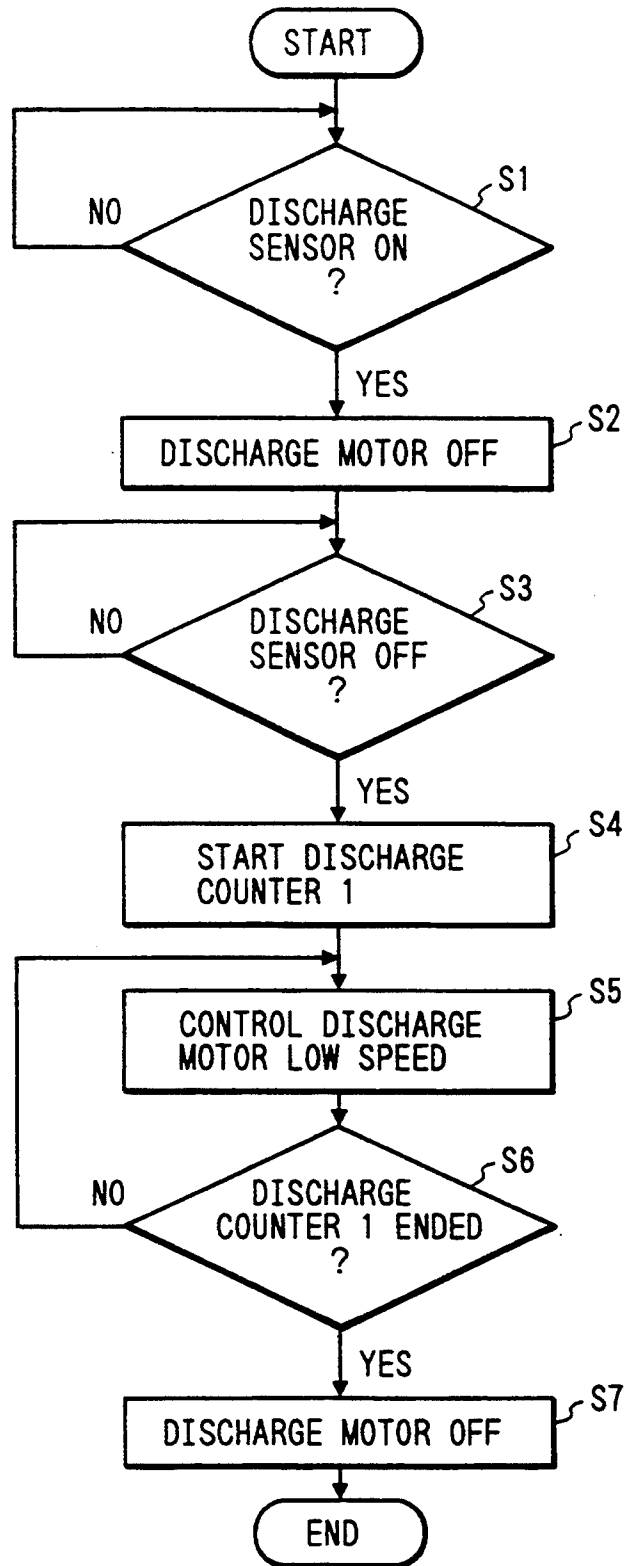 START
S1
DISCHARGE
SENSOR ON
?
NO
YES
S2
DISCHARGE MOTOR OFF
S3
DISCHARGE
SENSOR OFF
?
NO
YES
S4
START DISCHARGE
COUNTER 1
S5
CONTROL DISCHARGE
MOTOR LOW SPEED
S6
DISCHARGE
COUNTER 1 ENDED
?
NO
YES
S7
DISCHARGE MOTOR OFF
END